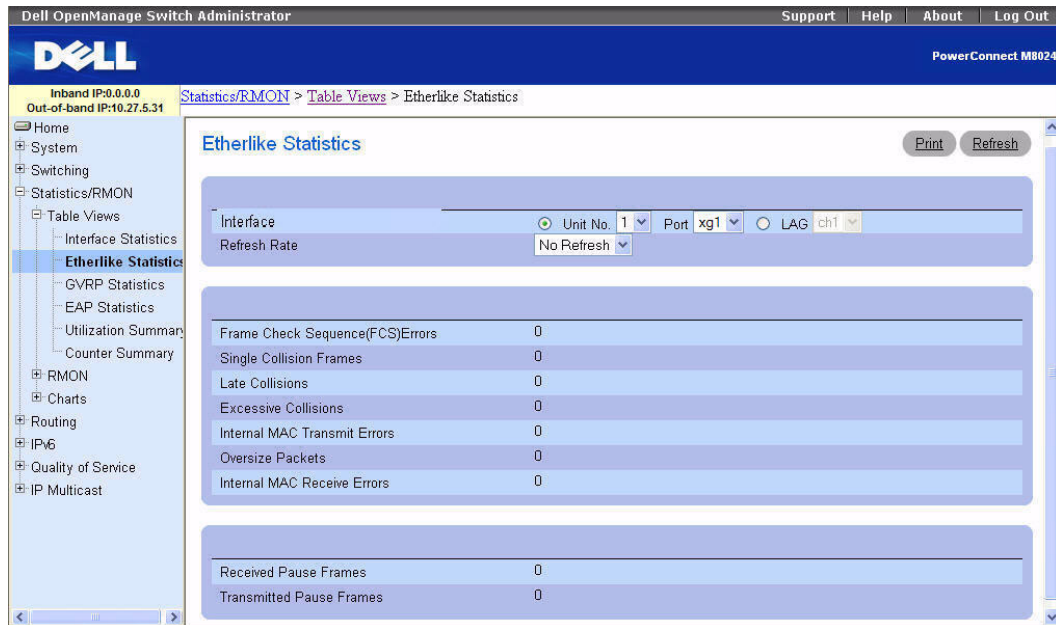 Dell OpenManage Switch Administrator
Support Help About Log Out
DELL
PowerConnect M8024
Inband IP:0.0.0.0
Out-of-band IP:10.27.5.31
Statistics/RMON > Table Views > Etherlike Statistics
Home
System
Switching
Statistics/RMON
Table Views
Interface Statistics
Etherlike Statistics
GVRP Statistics
EAP Statistics
Utilization Summary
Counter Summary
RMON
Charts
Routing
IPv6
Quality of Service
IP Multicast
Etherlike Statistics
Print Refresh
Interface Unit No. 1 Port xg1 LAG ch1
Refresh Rate No Refresh
Frame Check Sequence(FCS)Errors 0
Single Collision Frames 0
Late Collisions 0
Excessive Collisions 0
Internal MAC Transmit Errors 0
Oversize Packets 0
Internal MAC Receive Errors 0
Received Pause Frames 0
Transmitted Pause Frames 0